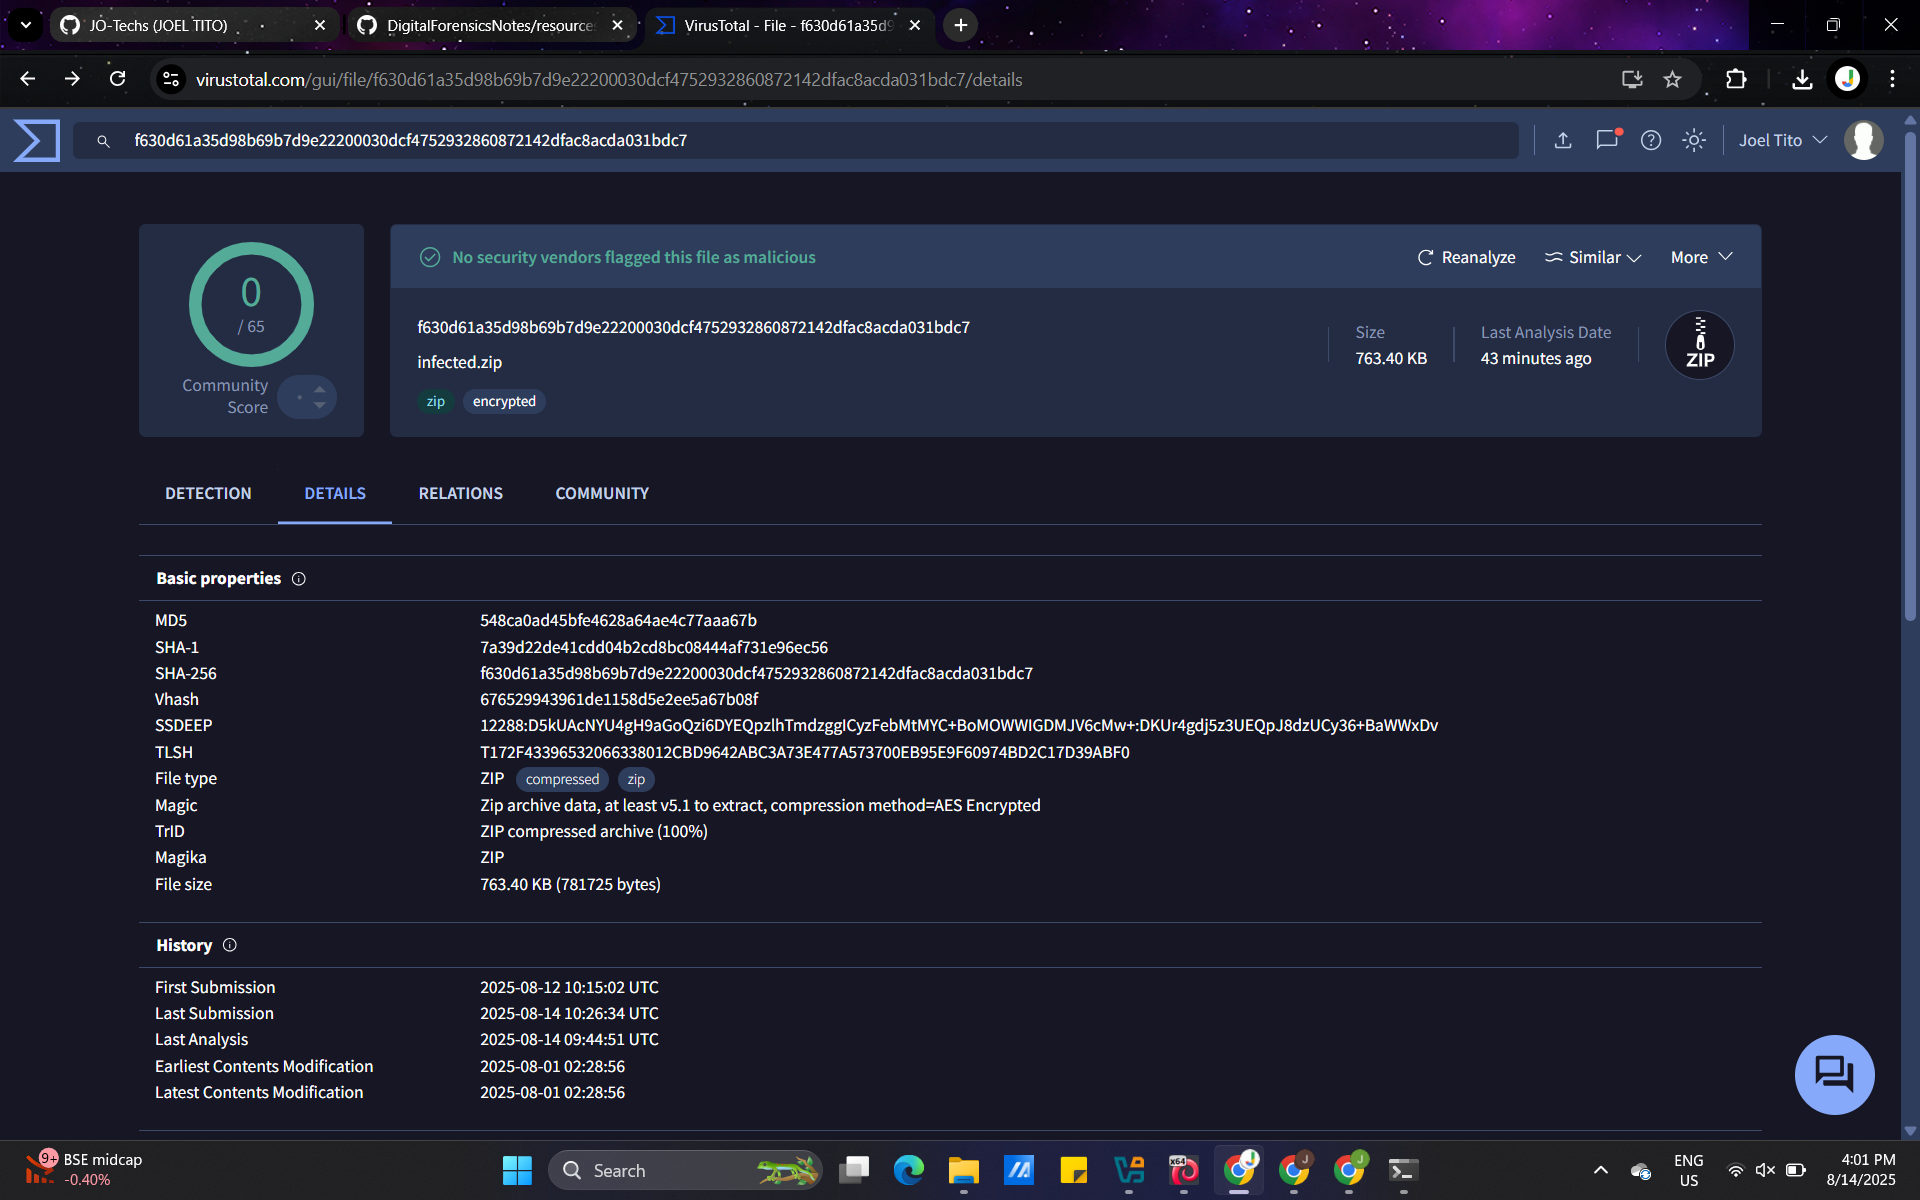 JO-Techs (JOEL TITO)
DigitalForensicsNotes/resource
VirusTotal - File - f630d61a35d9
virustotal.com/gui/file/f630d61a35d98b69b7d9e22200030dcf4752932860872142dfac8acda031bdc7/details
f630d61a35d98b69b7d9e22200030dcf4752932860872142dfac8acda031bdc7
Joel Tito
0
/ 65
Community
Score
No security vendors flagged this file as malicious
Reanalyze Similar More
f630d61a35d98b69b7d9e22200030dcf4752932860872142dfac8acda031bdc7
infected.zip
zip encrypted
Size
763.40 KB
Last Analysis Date
43 minutes ago
ZIP
DETECTION DETAILS RELATIONS COMMUNITY
Basic properties
MD5 548ca0ad45bfe4628a64ae4c77aaa67b
SHA-1 7a39d22de41cdd04b2cd8bc08444af731e96ec56
SHA-256 f630d61a35d98b69b7d9e22200030dcf4752932860872142dfac8acda031bdc7
Vhash 676529943961de1158d5e2ee5a67b08f
SSDEEP 12288:D5kUAcNYU4gH9aGoQzi6DYEQpzlhTmdzggICyzFebMtMYC+BoMOWWIGDMJV6cMw+:DKUr4gdj5z3UEQpJ8dzUCy36+BaWWxDv
TLSH T172F43396532066338012CBD9642ABC3A73E477A573700EB95E9F60974BD2C17D39ABF0
File type ZIP compressed zip
Magic Zip archive data, at least v5.1 to extract, compression method=AES Encrypted
TrID ZIP compressed archive (100%)
Magika ZIP
File size 763.40 KB (781725 bytes)
History
First Submission 2025-08-12 10:15:02 UTC
Last Submission 2025-08-14 10:26:34 UTC
Last Analysis 2025-08-14 09:44:51 UTC
Earliest Contents Modification 2025-08-01 02:28:56
Latest Contents Modification 2025-08-01 02:28:56
9+
BSE midcap
-0.40%
Search
x64
J
J
ENG
US
4:01 PM
8/14/2025